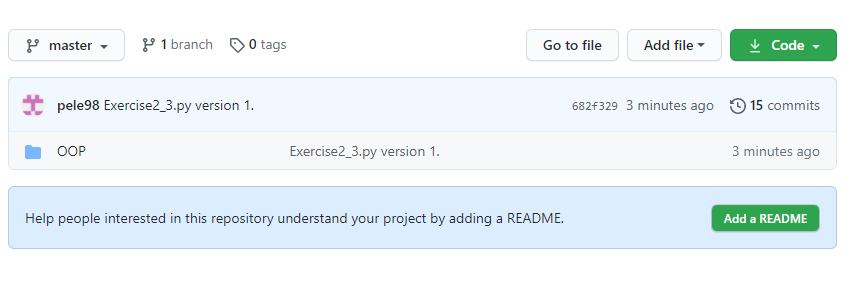 master 1 branch 0 tags Go to file Add file Code
pele98 Exercise2_3.py version 1. 682f329 3 minutes ago 15 commits
OOP Exercise2_3.py version 1. 3 minutes ago
Help people interested in this repository understand your project by adding a README. Add a README